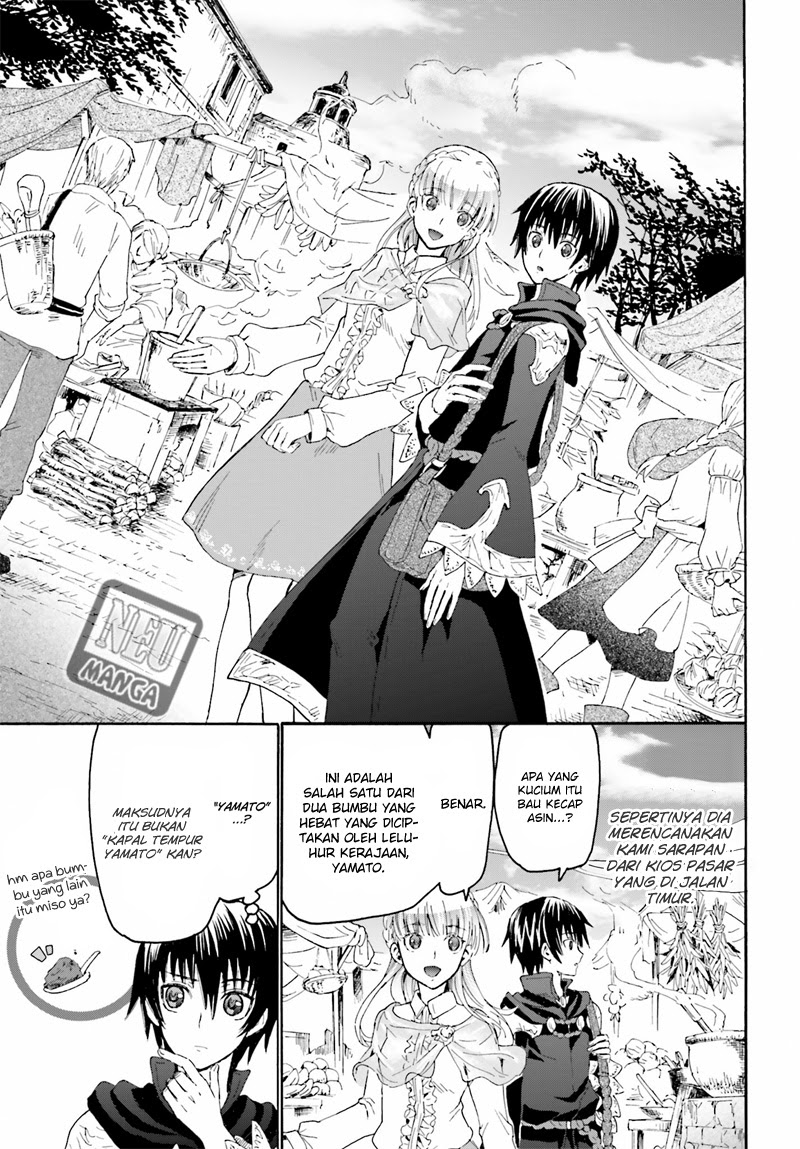 NEU
MANGA
SEPERTINYA DIA
MERENCANAKAN
KAMI SARAPAN
DARI KIOS PASAR
YANG DI JALAN
TIMUR.
APA YANG
KUCIUM ITU
BAU KECAP
ASIN...?
BENAR.
INI ADALAH
SALAH SATU DARI
DUA BUMBU YANG
HEBAT YANG DICIP-
TAKAN OLEH LELU-
HUR KERAJAAN,
YAMATO.
"YAMATO"
...?
MAKSUDNYA
ITU BUKAN
"KAPAL TEMPUR
YAMATO" KAN?
hm apa bum-
bu yang lain
itu miso ya?